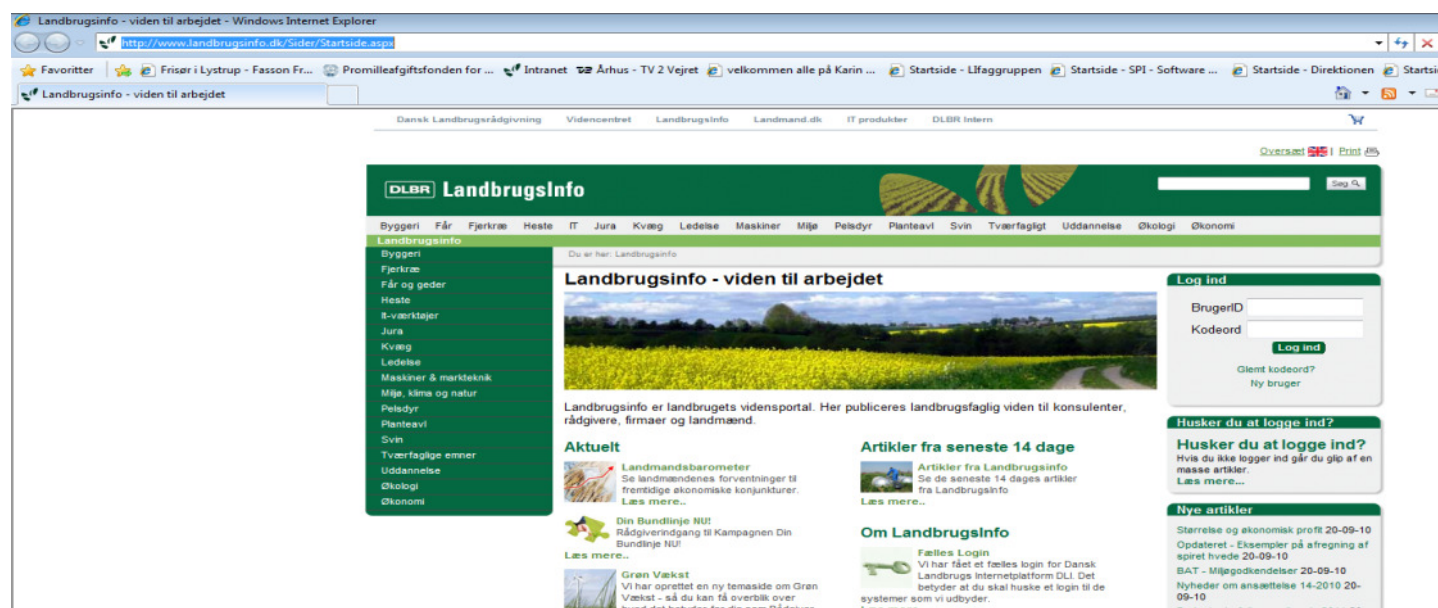 Landbrugsinfo - viden til arbejdet - Windows Internet Explorer
http://www.landbrugsinfo.dk/Sider/Startside.aspx
Favoritter Frisør i Lystrup - Fasson Fr... Promilleafgiftsfonden for ... Intranet Århus - TV 2 Vejret velkommen alle på Karin ... Startside - LIfaggruppen Startside - SPI - Software ... Startside - Direktionen Startsi
Landbrugsinfo - viden til arbejdet
Dansk Landbrugsrådgivning Videncentret LandbrugsInfo Landmand.dk IT produkter DLBR Intern
Oversæt | Print
DLBR LandbrugsInfo
Søg
Byggeri Får Fjerkræ Heste IT Jura Kvæg Ledelse Maskiner Miljø Pelsdyr Planteavl Svin Tværfagligt Uddannelse Økologi Økonomi
Landbrugsinfo
Byggeri
Fjerkræ
Får og geder
Heste
It-værktøjer
Jura
Kvæg
Ledelse
Maskiner & markteknik
Miljø, klima og natur
Pelsdyr
Planteavl
Svin
Tværfaglige emner
Uddannelse
Økologi
Økonomi
Du er her: Landbrugsinfo
Landbrugsinfo - viden til arbejdet
Landbrugsinfo er landbrugets vidensportal. Her publiceres landbrugsfaglig viden til konsulenter,
rådgivere, firmaer og landmænd.
Aktuelt
Landmandsbarometer
Se landmændenes forventninger til
fremtidige økonomiske konjunkturer.
Læs mere..
Din Bundlinje NU!
Rådgiverindgang til Kampagnen Din
Bundlinje NU!
Læs mere..
Grøn Vækst
Vi har oprettet en ny temaside om Grøn
Vækst - så du kan få overblik over
Artikler fra seneste 14 dage
Artikler fra Landbrugsinfo
Se de seneste 14 dages artikler
fra LandbrugsInfo
Læs mere..
Om LandbrugsInfo
Fælles Login
Vi har fået et fælles login for Dansk
Landbrugs Internetplatform DLI. Det
betyder at du skal huske et login til de
systemer som vi udbyder.
Log ind
BrugerID
Kodeord
Log ind
Glemt kodeord?
Ny bruger
Husker du at logge ind?
Husker du at logge ind?
Hvis du ikke logger ind går du glip af en
masse artikler.
Læs mere...
Nye artikler
Størrelse og økonomisk profit 20-09-10
Opdateret - Eksempler på afregning af
spiret hvede 20-09-10
BAT - Miljøgodkendelser 20-09-10
Nyheder om ansættelse 14-2010 20-
09-10